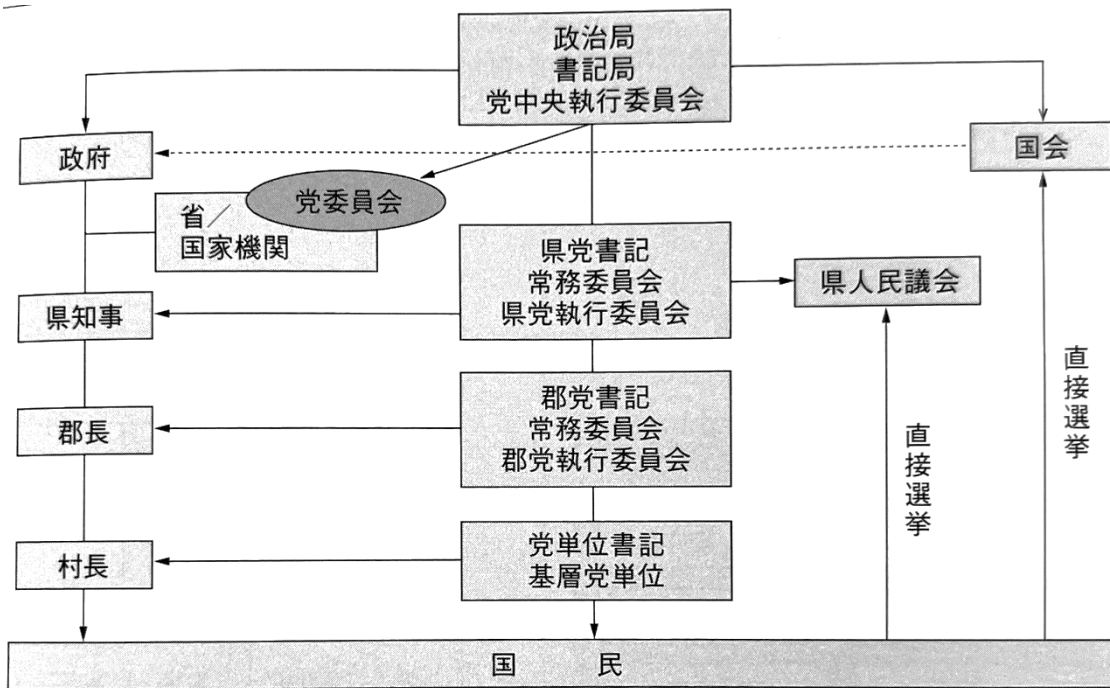 政治局
書記局
党中央執行委員会
政府
国会
党委員会
省／
国家機関
県党書記
常務委員会
県党執行委員会
県人民議会
県知事
直接選挙
郡党書記
常務委員会
郡党執行委員会
郡長
直接選挙
党単位書記
基層党単位
村長
国　民